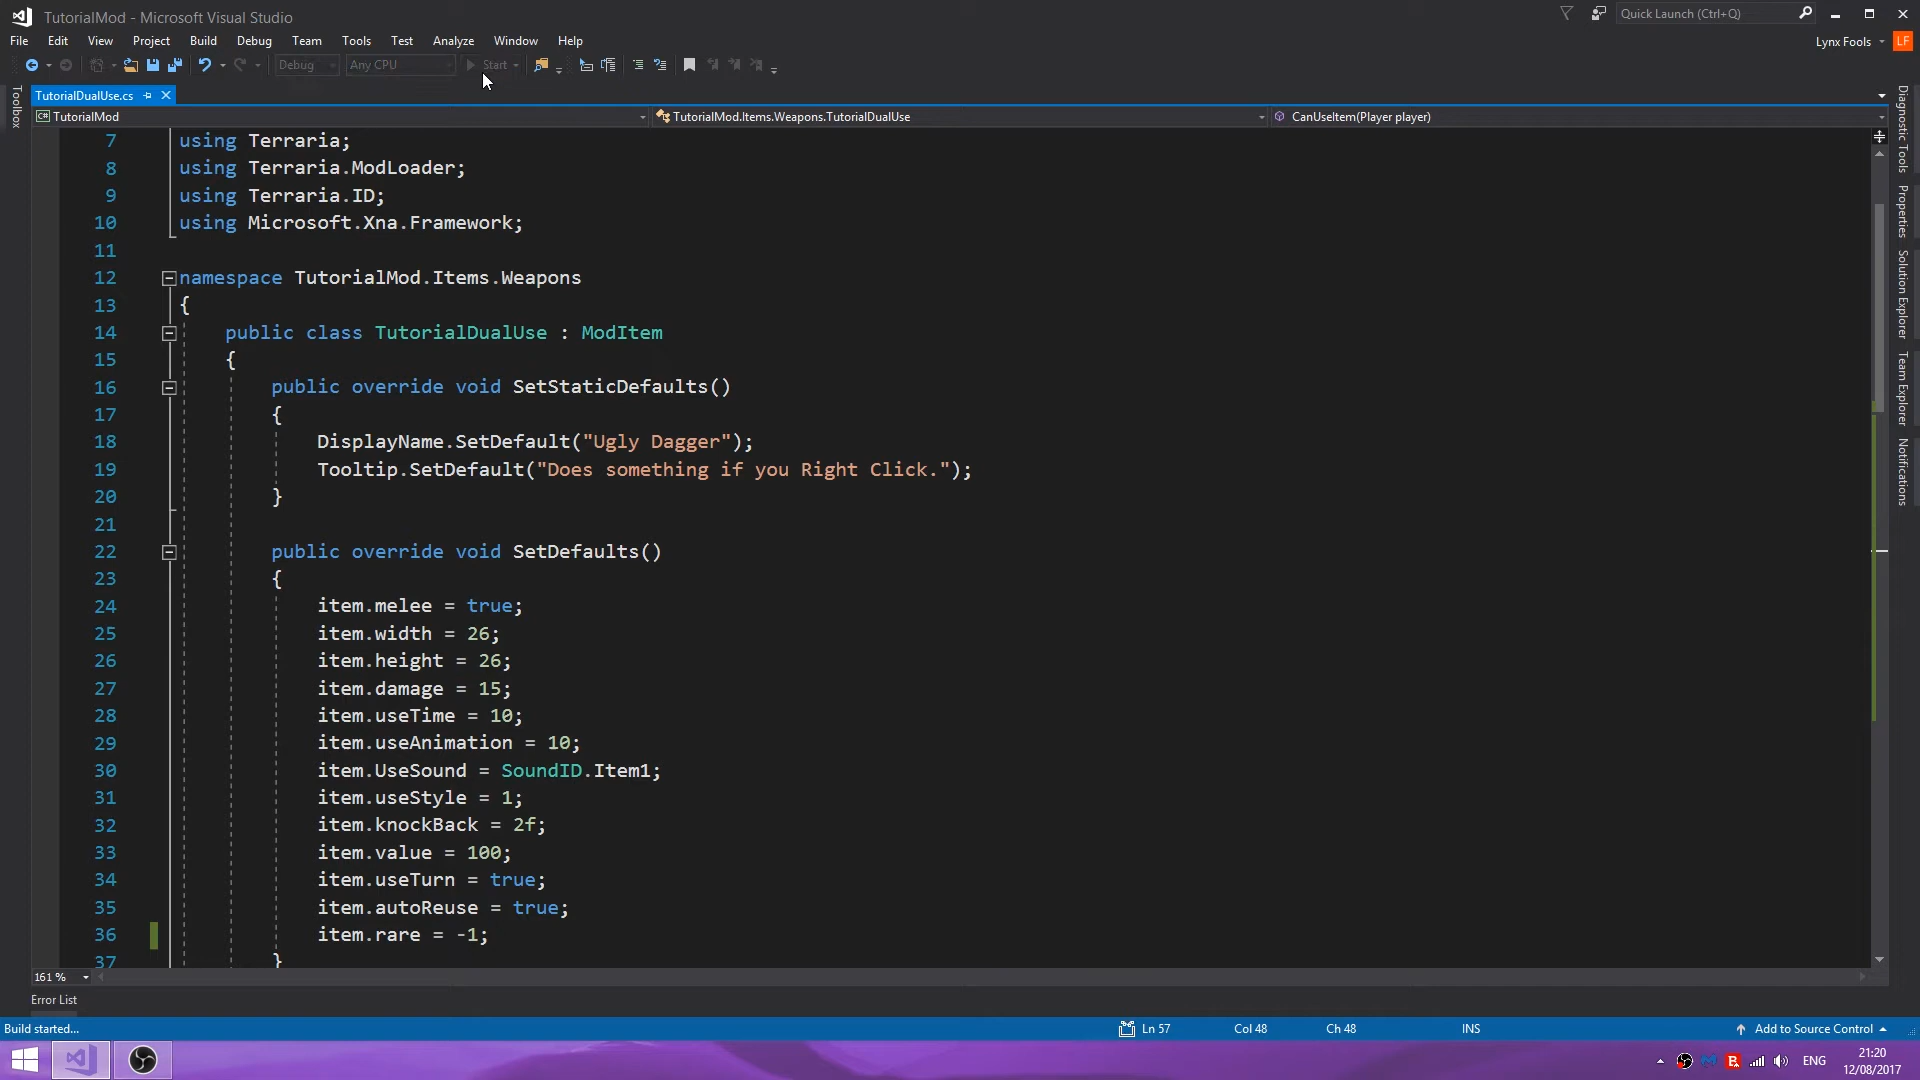 TutorialMod - Microsoft Visual Studio
Quick Launch (Ctrl+Q)
File Edit View Project Build Debug Team Tools Test Analyze Window Help
Lynx Fools LF
Debug Any CPU Start
TutorialDualUse.cs
TutorialMod TutorialMod.Items.Weapons.TutorialDualUse CanUseItem(Player player)
Toolbox
7 using Terraria;
8 using Terraria.ModLoader;
9 using Terraria.ID;
10 using Microsoft.Xna.Framework;
11
12 namespace TutorialMod.Items.Weapons
13 {
14 public class TutorialDualUse : ModItem
15 {
16 public override void SetStaticDefaults()
17 {
18 DisplayName.SetDefault("Ugly Dagger");
19 Tooltip.SetDefault("Does something if you Right Click.");
20 }
21
22 public override void SetDefaults()
23 {
24 item.melee = true;
25 item.width = 26;
26 item.height = 26;
27 item.damage = 15;
28 item.useTime = 10;
29 item.useAnimation = 10;
30 item.UseSound = SoundID.Item1;
31 item.useStyle = 1;
32 item.knockBack = 2f;
33 item.value = 100;
34 item.useTurn = true;
35 item.autoReuse = true;
36 item.rare = -1;
37 }
Diagnostic Tools
Properties
Solution Explorer
Team Explorer
Notifications
161 %
Error List
Build started... Ln 57 Col 48 Ch 48 INS Add to Source Control
ENG
21:20
12/08/2017